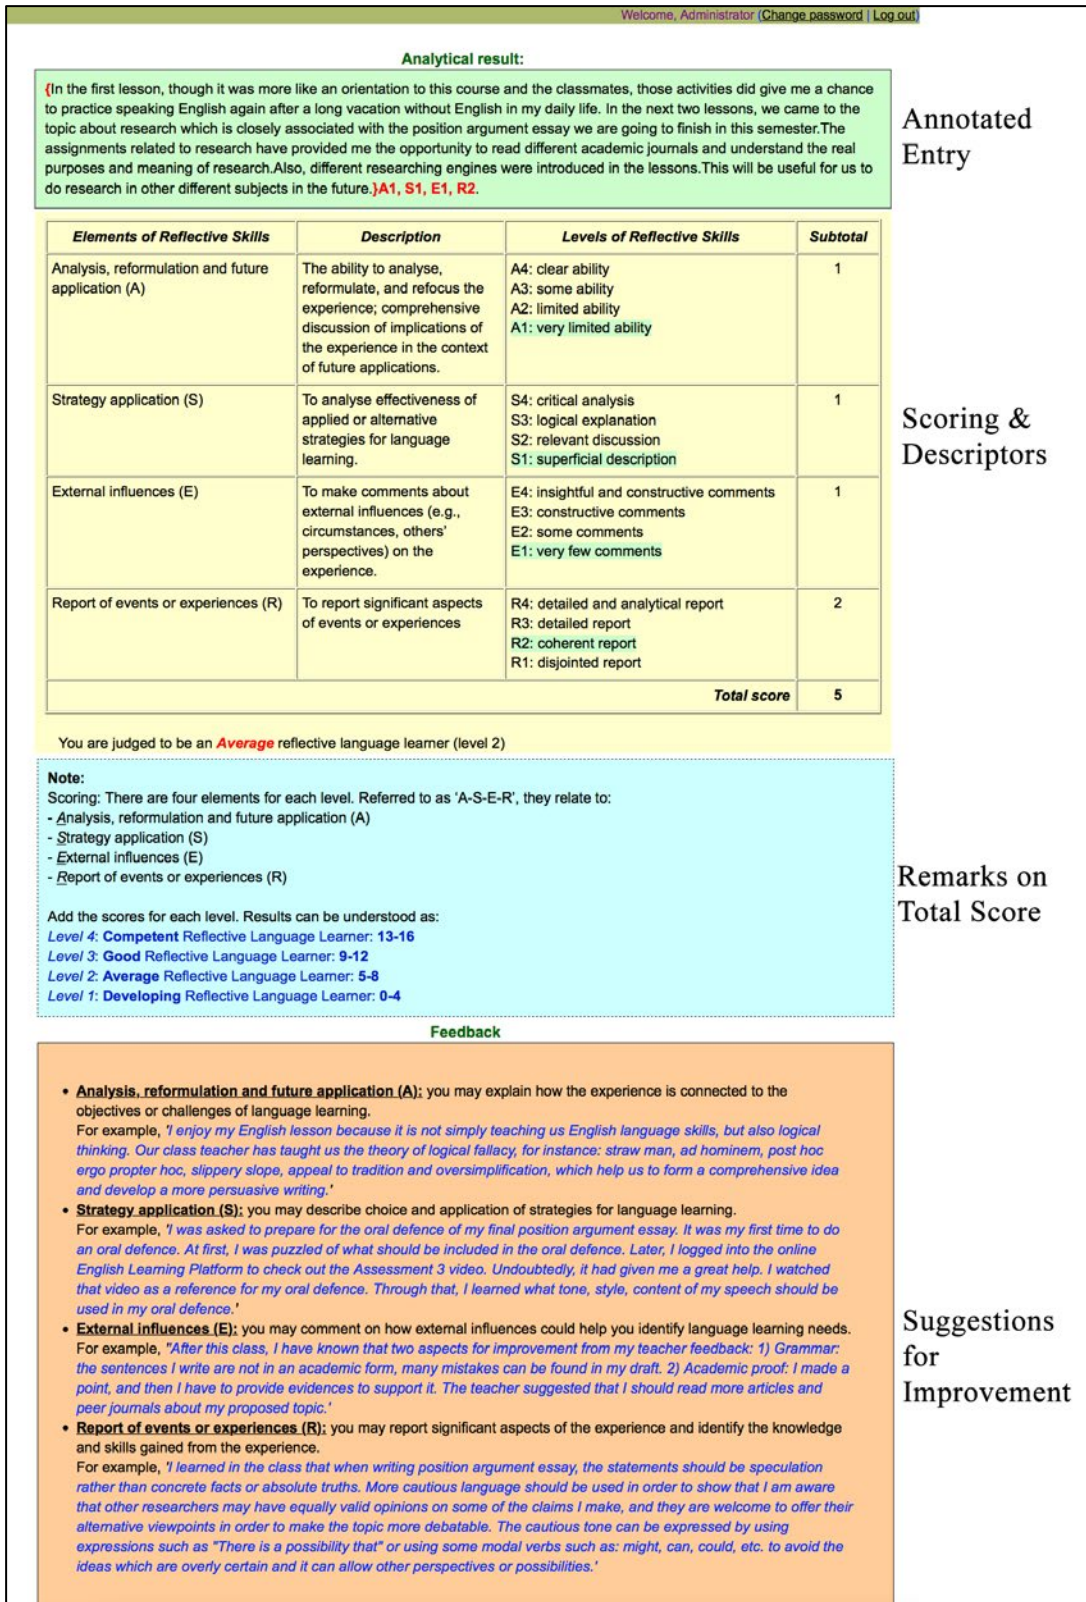 Welcome, Administrator (Change password | Log out)
Analytical result:
{In the first lesson, though it was more like an orientation to this course and the classmates, those activities did give me a chance
to practice speaking English again after a long vacation without English in my daily life. In the next two lessons, we came to the
topic about research which is closely associated with the position argument essay we are going to finish in this semester.The
assignments related to research have provided me the opportunity to read different academic journals and understand the real
purposes and meaning of research.Also, different researching engines were introduced in the lessons.This will be useful for us to
do research in other different subjects in the future.}A1, S1, E1, R2.
Annotated
Entry
Elements of Reflective Skills Description Levels of Reflective Skills Subtotal
Analysis, reformulation and future
application (A)
The ability to analyse,
reformulate, and refocus the
experience; comprehensive
discussion of implications of
the experience in the context
of future applications.
A4: clear ability
A3: some ability
A2: limited ability
A1: very limited ability
1
Strategy application (S)
To analyse effectiveness of
applied or alternative
strategies for language
learning.
S4: critical analysis
S3: logical explanation
S2: relevant discussion
S1: superficial description
1
Scoring &
Descriptors
External influences (E)
To make comments about
external influences (e.g.,
circumstances, others'
perspectives) on the
experience.
E4: insightful and constructive comments
E3: constructive comments
E2: some comments
E1: very few comments
1
Report of events or experiences (R)
To report significant aspects
of events or experiences
R4: detailed and analytical report
R3: detailed report
R2: coherent report
R1: disjointed report
2
Total score 5
You are judged to be an Average reflective language learner (level 2)
Note:
Scoring: There are four elements for each level. Referred to as 'A-S-E-R', they relate to:
- Analysis, reformulation and future application (A)
- Strategy application (S)
- External influences (E)
- Report of events or experiences (R)
Add the scores for each level. Results can be understood as:
Level 4: Competent Reflective Language Learner: 13-16
Level 3: Good Reflective Language Learner: 9-12
Level 2: Average Reflective Language Learner: 5-8
Level 1: Developing Reflective Language Learner: 0-4
Remarks on
Total Score
Feedback
• Analysis, reformulation and future application (A): you may explain how the experience is connected to the
objectives or challenges of language learning.
For example, 'I enjoy my English lesson because it is not simply teaching us English language skills, but also logical
thinking. Our class teacher has taught us the theory of logical fallacy, for instance: straw man, ad hominem, post hoc
ergo propter hoc, slippery slope, appeal to tradition and oversimplification, which help us to form a comprehensive idea
and develop a more persuasive writing.'
• Strategy application (S): you may describe choice and application of strategies for language learning.
For example, 'I was asked to prepare for the oral defence of my final position argument essay. It was my first time to do
an oral defence. At first, I was puzzled of what should be included in the oral defence. Later, I logged into the online
English Learning Platform to check out the Assessment 3 video. Undoubtedly, it had given me a great help. I watched
that video as a reference for my oral defence. Through that, I learned what tone, style, content of my speech should be
used in my oral defence.'
• External influences (E): you may comment on how external influences could help you identify language learning needs.
For example, "After this class, I have known that two aspects for improvement from my teacher feedback: 1) Grammar:
the sentences I write are not in an academic form, many mistakes can be found in my draft. 2) Academic proof: I made a
point, and then I have to provide evidences to support it. The teacher suggested that I should read more articles and
peer journals about my proposed topic.'
• Report of events or experiences (R): you may report significant aspects of the experience and identify the knowledge
and skills gained from the experience.
For example, 'I learned in the class that when writing position argument essay, the statements should be speculation
rather than concrete facts or absolute truths. More cautious language should be used in order to show that I am aware
that other researchers may have equally valid opinions on some of the claims I make, and they are welcome to offer their
alternative viewpoints in order to make the topic more debatable. The cautious tone can be expressed by using
expressions such as "There is a possibility that" or using some modal verbs such as: might, can, could, etc. to avoid the
ideas which are overly certain and it can allow other perspectives or possibilities.'
Suggestions
for
Improvement